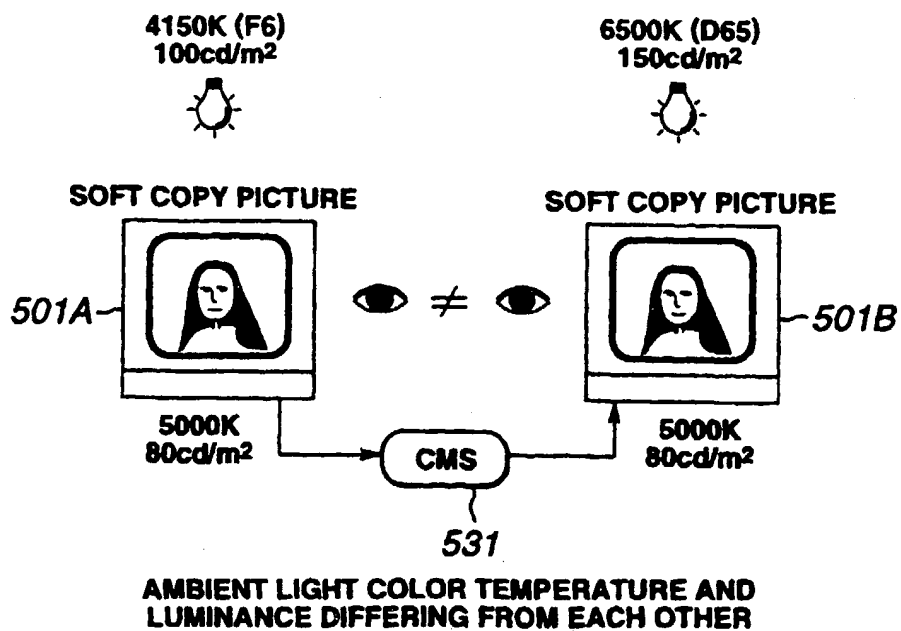 4150K (F6)
100cd/m²
6500K (D65)
150cd/m²
SOFT COPY PICTURE
SOFT COPY PICTURE
501A
≠
501B
5000K
80cd/m²
5000K
80cd/m²
CMS
531
AMBIENT LIGHT COLOR TEMPERATURE AND
LUMINANCE DIFFERING FROM EACH OTHER